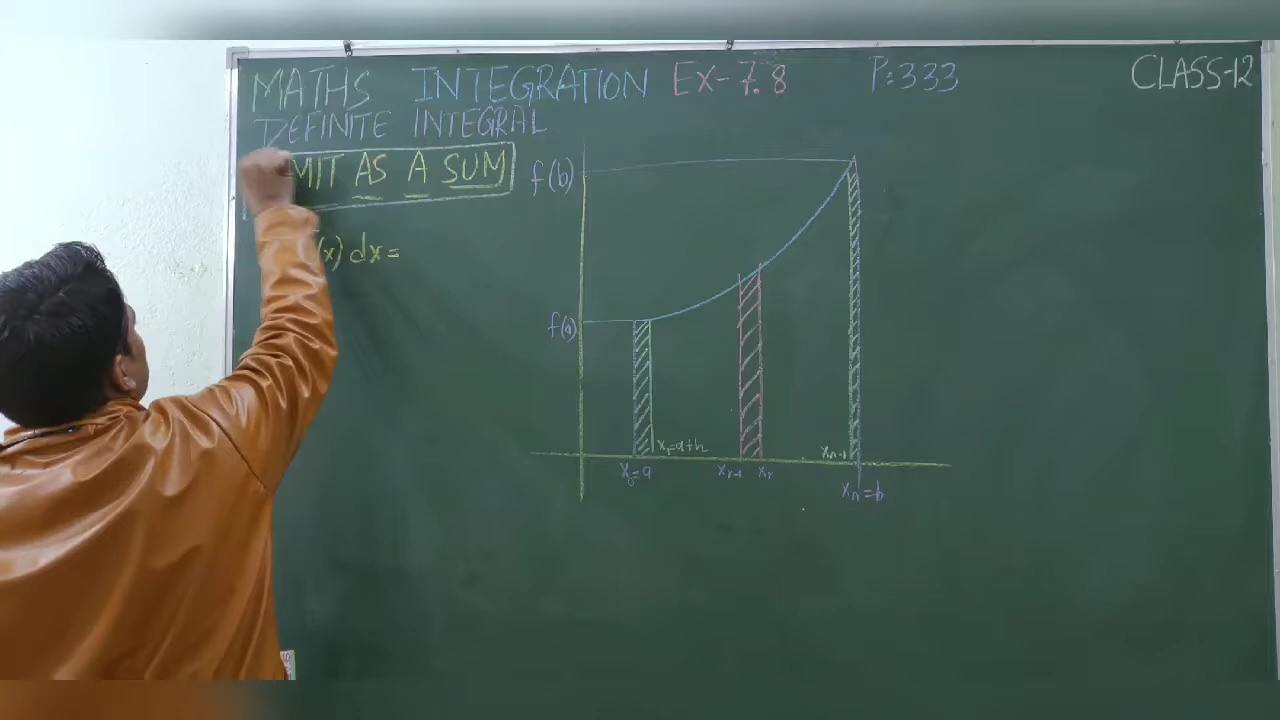 MATHS INTEGRATION EX-7.8 P:333 CLASS-12
DEFINITE INTEGRAL
AS A SUM
f(b)
(x) dx=
f(a)
x₁=a+h
xₙ₋₁
x₀=a
xᵣ₋₁ xᵣ
xₙ=b